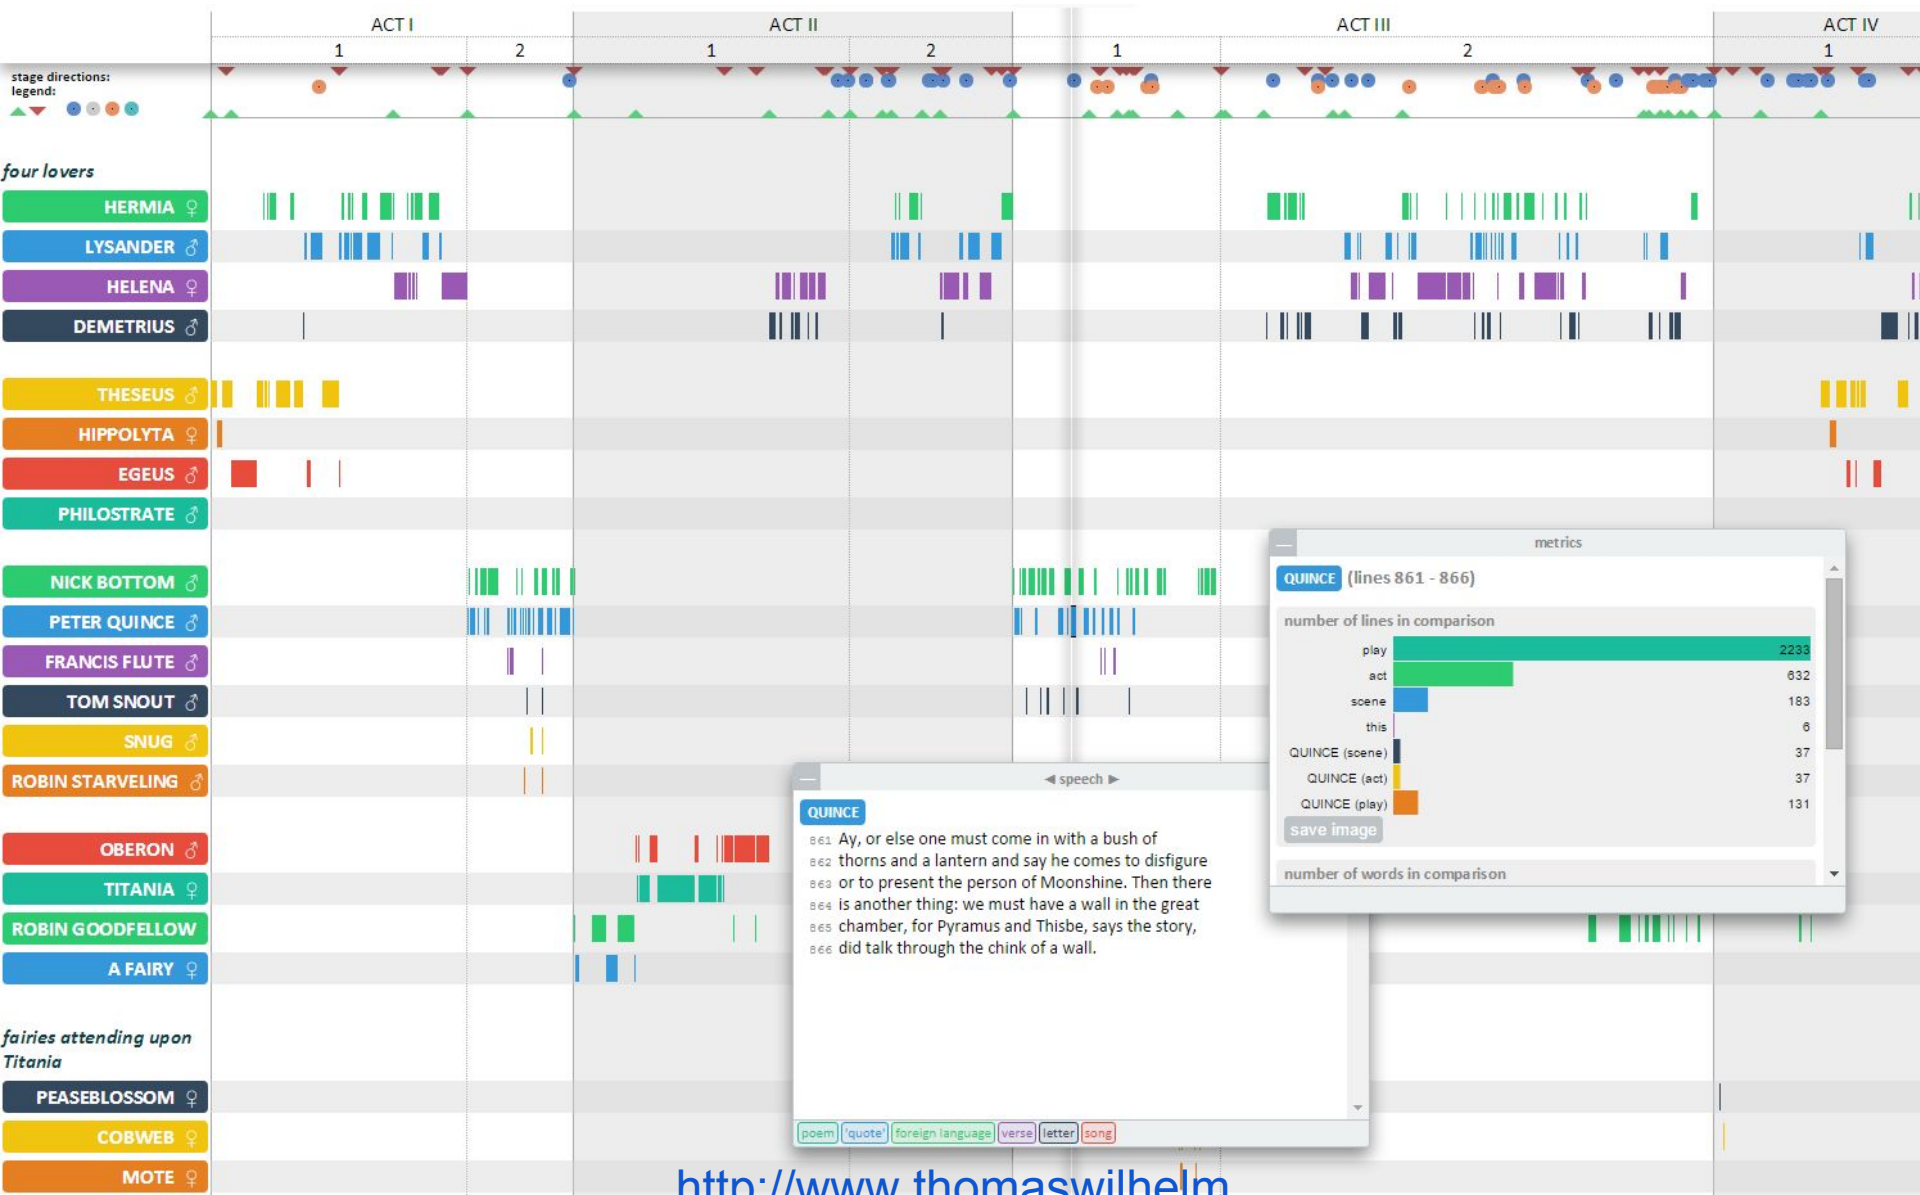 ACT I ACT II ACT III ACT IV
1 2 1 2 1 2 1
stage directions:
legend:
four lovers
HERMIA ♀
LYSANDER ♂
HELENA ♀
DEMETRIUS ♂
THESEUS ♂
HIPPOLYTA ♀
EGEUS ♂
PHILOSTRATE ♂
NICK BOTTOM ♂
PETER QUINCE ♂
FRANCIS FLUTE ♂
TOM SNOUT ♂
SNUG ♂
ROBIN STARVELING ♂
OBERON ♂
TITANIA ♀
ROBIN GOODFELLOW
A FAIRY ♀
fairies attending upon
Titania
PEASEBLOSSOM ♀
COBWEB ♀
MOTE ♀
metrics
QUINCE (lines 861 - 866)
number of lines in comparison
play 2233
act 632
scene 183
this 6
QUINCE (scene) 37
QUINCE (act) 37
QUINCE (play) 131
save image
number of words in comparison
◄ speech ►
QUINCE
861 Ay, or else one must come in with a bush of
862 thorns and a lantern and say he comes to disfigure
863 or to present the person of Moonshine. Then there
864 is another thing: we must have a wall in the great
865 chamber, for Pyramus and Thisbe, says the story,
866 did talk through the chink of a wall.
poem 'quote' foreign language verse letter song
http://www.thomaswilhelm